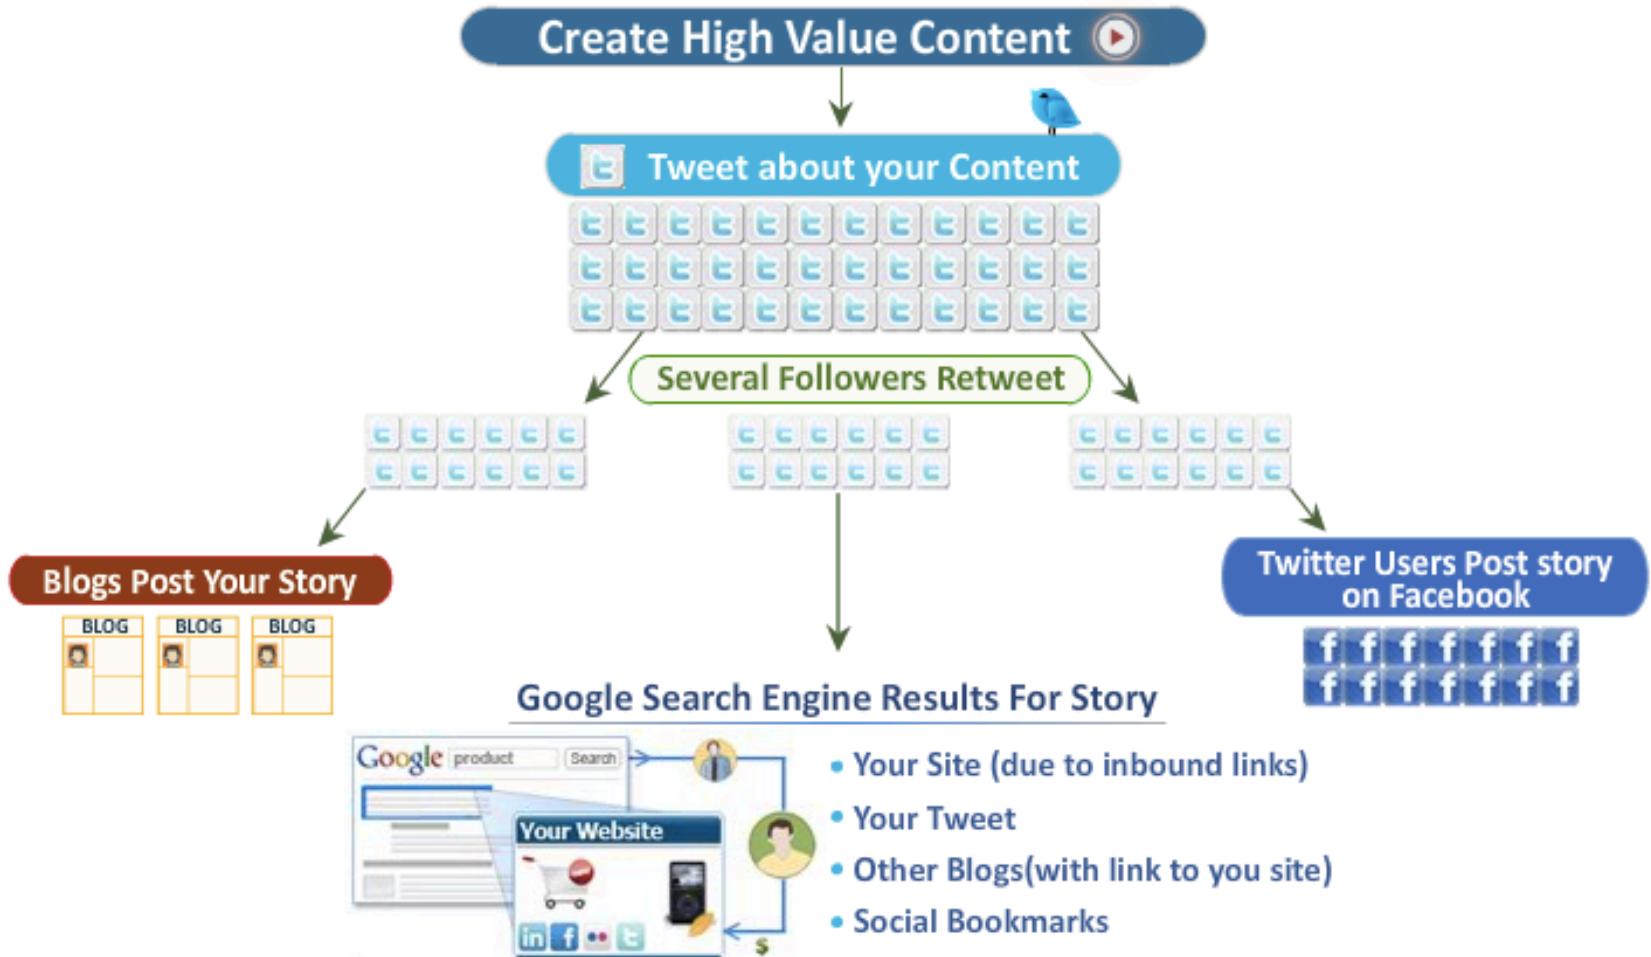 Create High Value Content
Tweet about your Content
Several Followers Retweet
Blogs Post Your Story
BLOG BLOG BLOG
Twitter Users Post story
on Facebook
Google Search Engine Results For Story
Google product Search
Your Website
in f t
$
• Your Site (due to inbound links)
• Your Tweet
• Other Blogs(with link to you site)
• Social Bookmarks